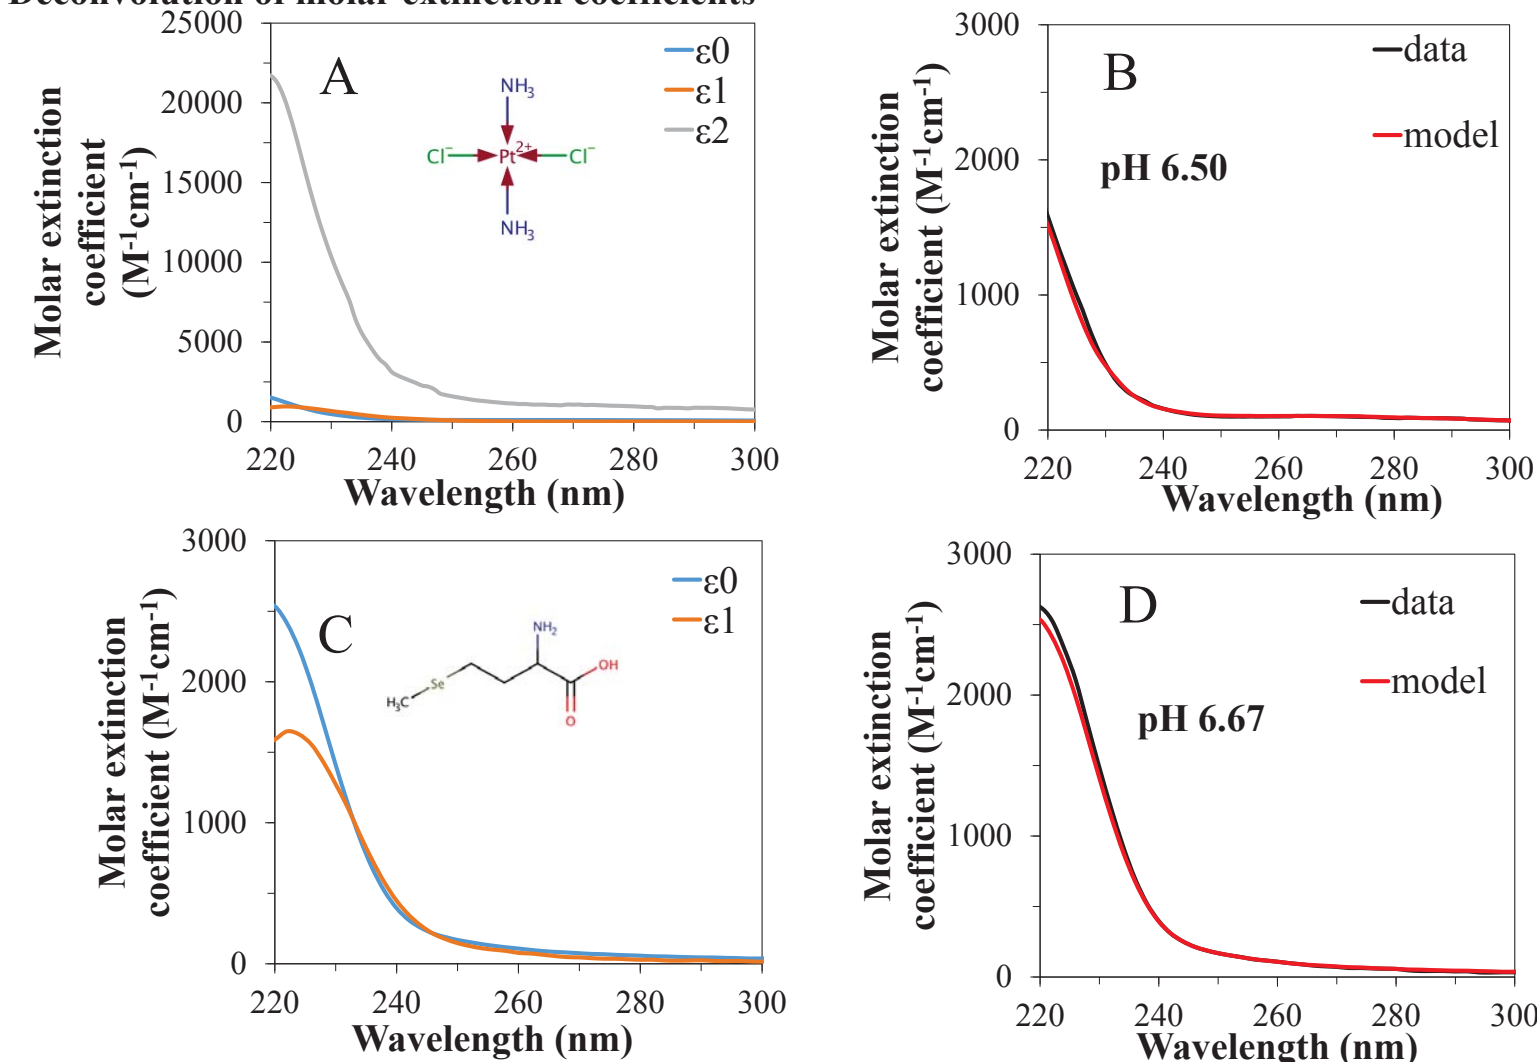 Deconvolution of molar extinction coefficients
A
ε0
ε1
ε2
NH3
Cl⁻ Pt2+ Cl⁻
NH3
Molar extinction
coefficient
(M-1cm-1)
25000
20000
15000
10000
5000
0
220 240 260 280 300
Wavelength (nm)
B
data
model
pH 6.50
Molar extinction
coefficient (M-1cm-1)
3000
2000
1000
0
220 240 260 280 300
Wavelength (nm)
C
ε0
ε1
NH2
OH
Se
H3C
O
Molar extinction
coefficient (M-1cm-1)
3000
2000
1000
0
220 240 260 280 300
Wavelength (nm)
D
data
model
pH 6.67
Molar extinction
coefficient (M-1cm-1)
3000
2000
1000
0
220 240 260 280 300
Wavelength (nm)